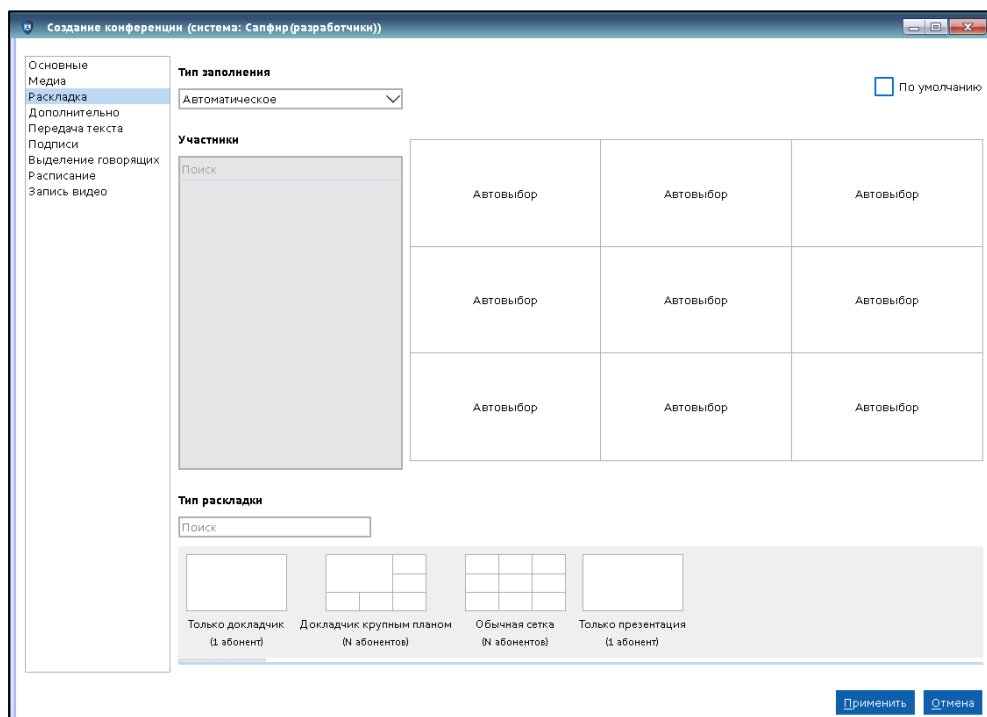 Создание конференции (система: Сапфир(разработчики))
Основные
Медиа
Раскладка
Дополнительно
Передача текста
Подписи
Выделение говорящих
Расписание
Запись видео
Тип заполнения
Автоматическое
По умолчанию
Участники
Поиск
Автовыбор Автовыбор Автовыбор
Автовыбор Автовыбор Автовыбор
Автовыбор Автовыбор Автовыбор
Тип раскладки
Поиск
Только докладчик Докладчик крупным планом Обычная сетка Только презентация
(1 абонент) (N абонентов) (N абонентов) (1 абонент)
Применить Отмена